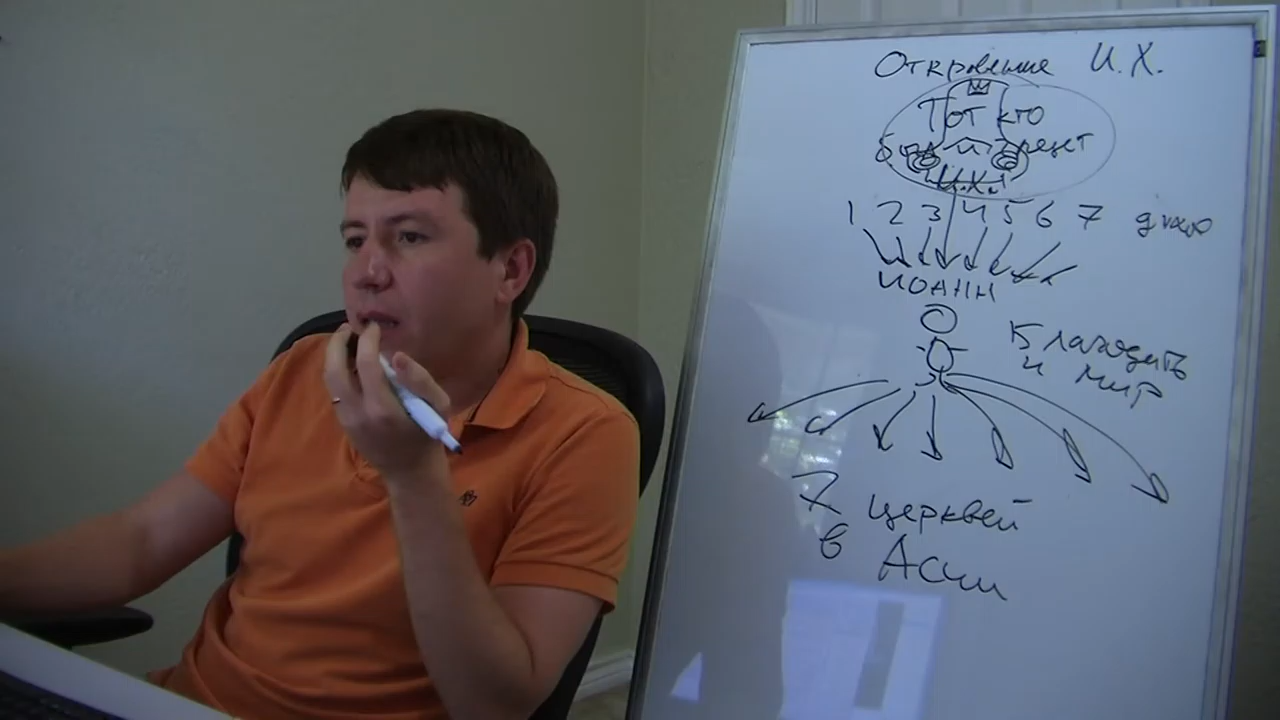 Откровение И.Х.
Тот кто
был и грядет
И.Х.
1 2 3 4 5 6 7 духов
ИОАНН
Благодать
и мир
7 церквей
в Асии